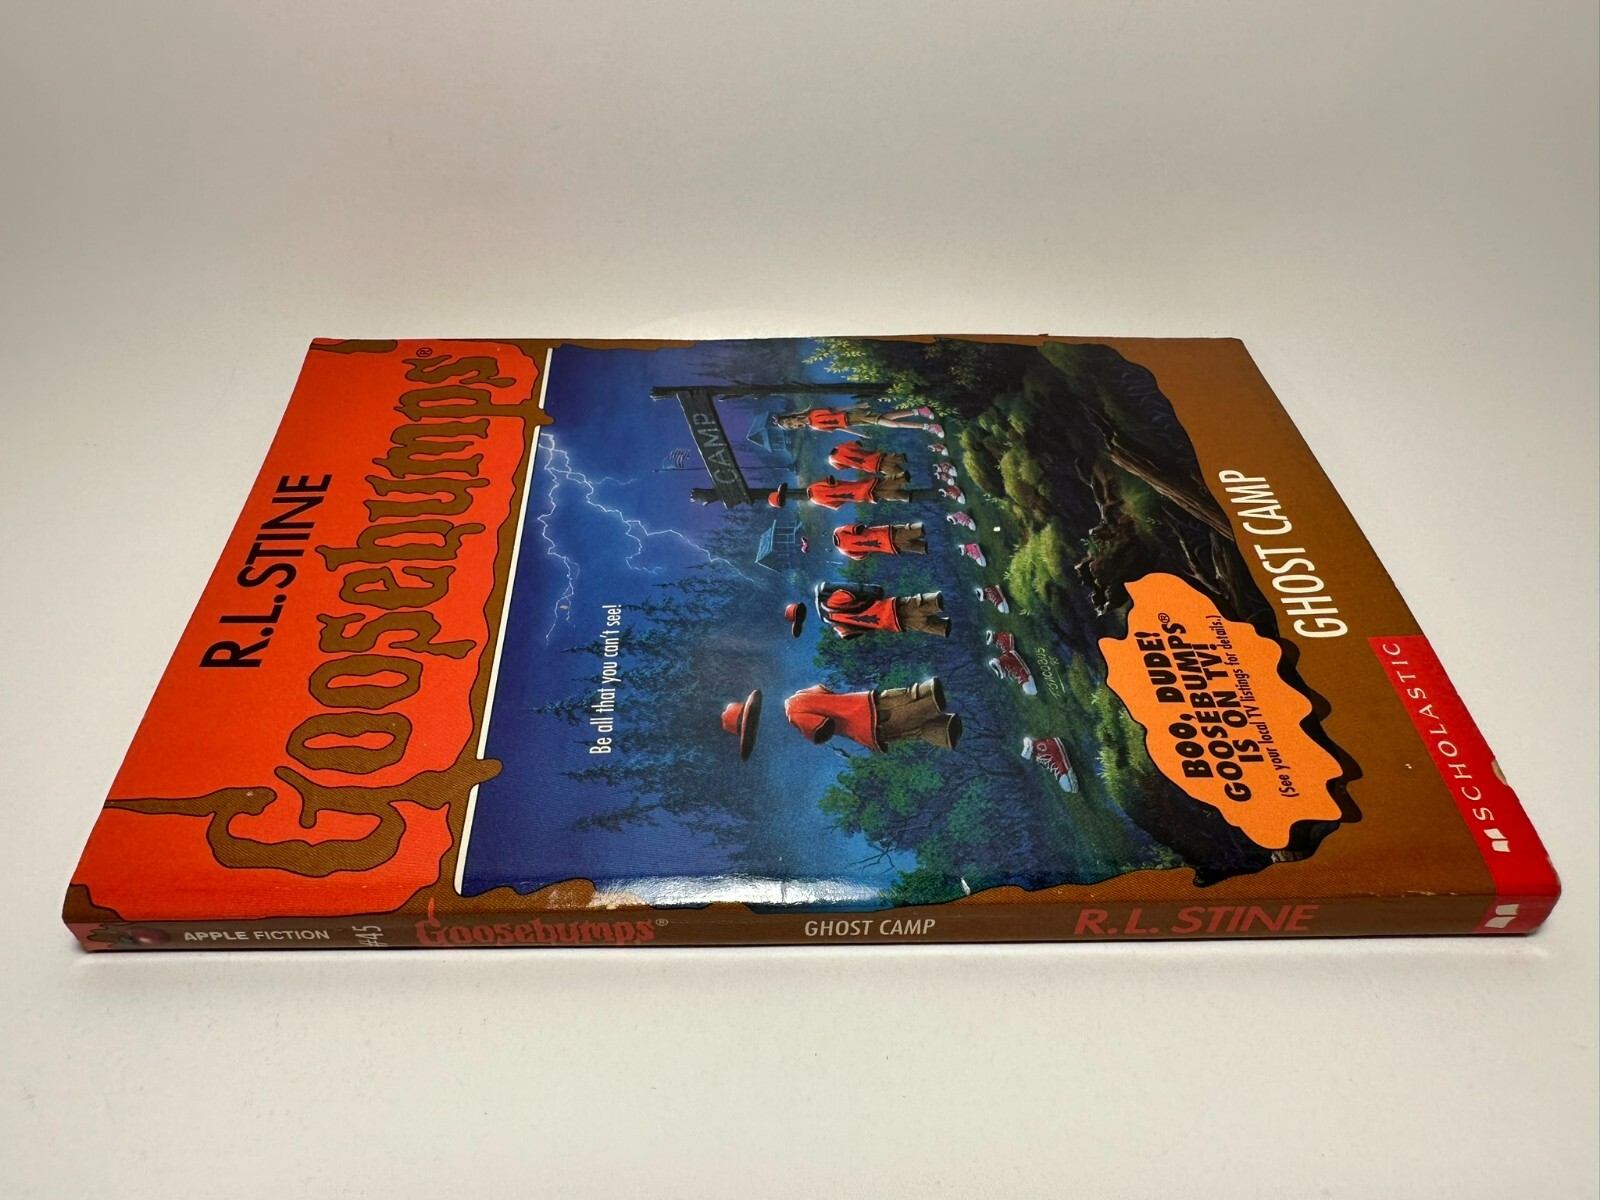 R.L. STINE
Goosebumps®
Be all that you can't see!
CAMP
BOO, DUDE!
GOOSEBUMPS®
IS ON TV!
(See your local TV listings for details.)
GHOST CAMP
SCHOLASTIC
APPLE FICTION
#45
Goosebumps®
GHOST CAMP
R.L. STINE